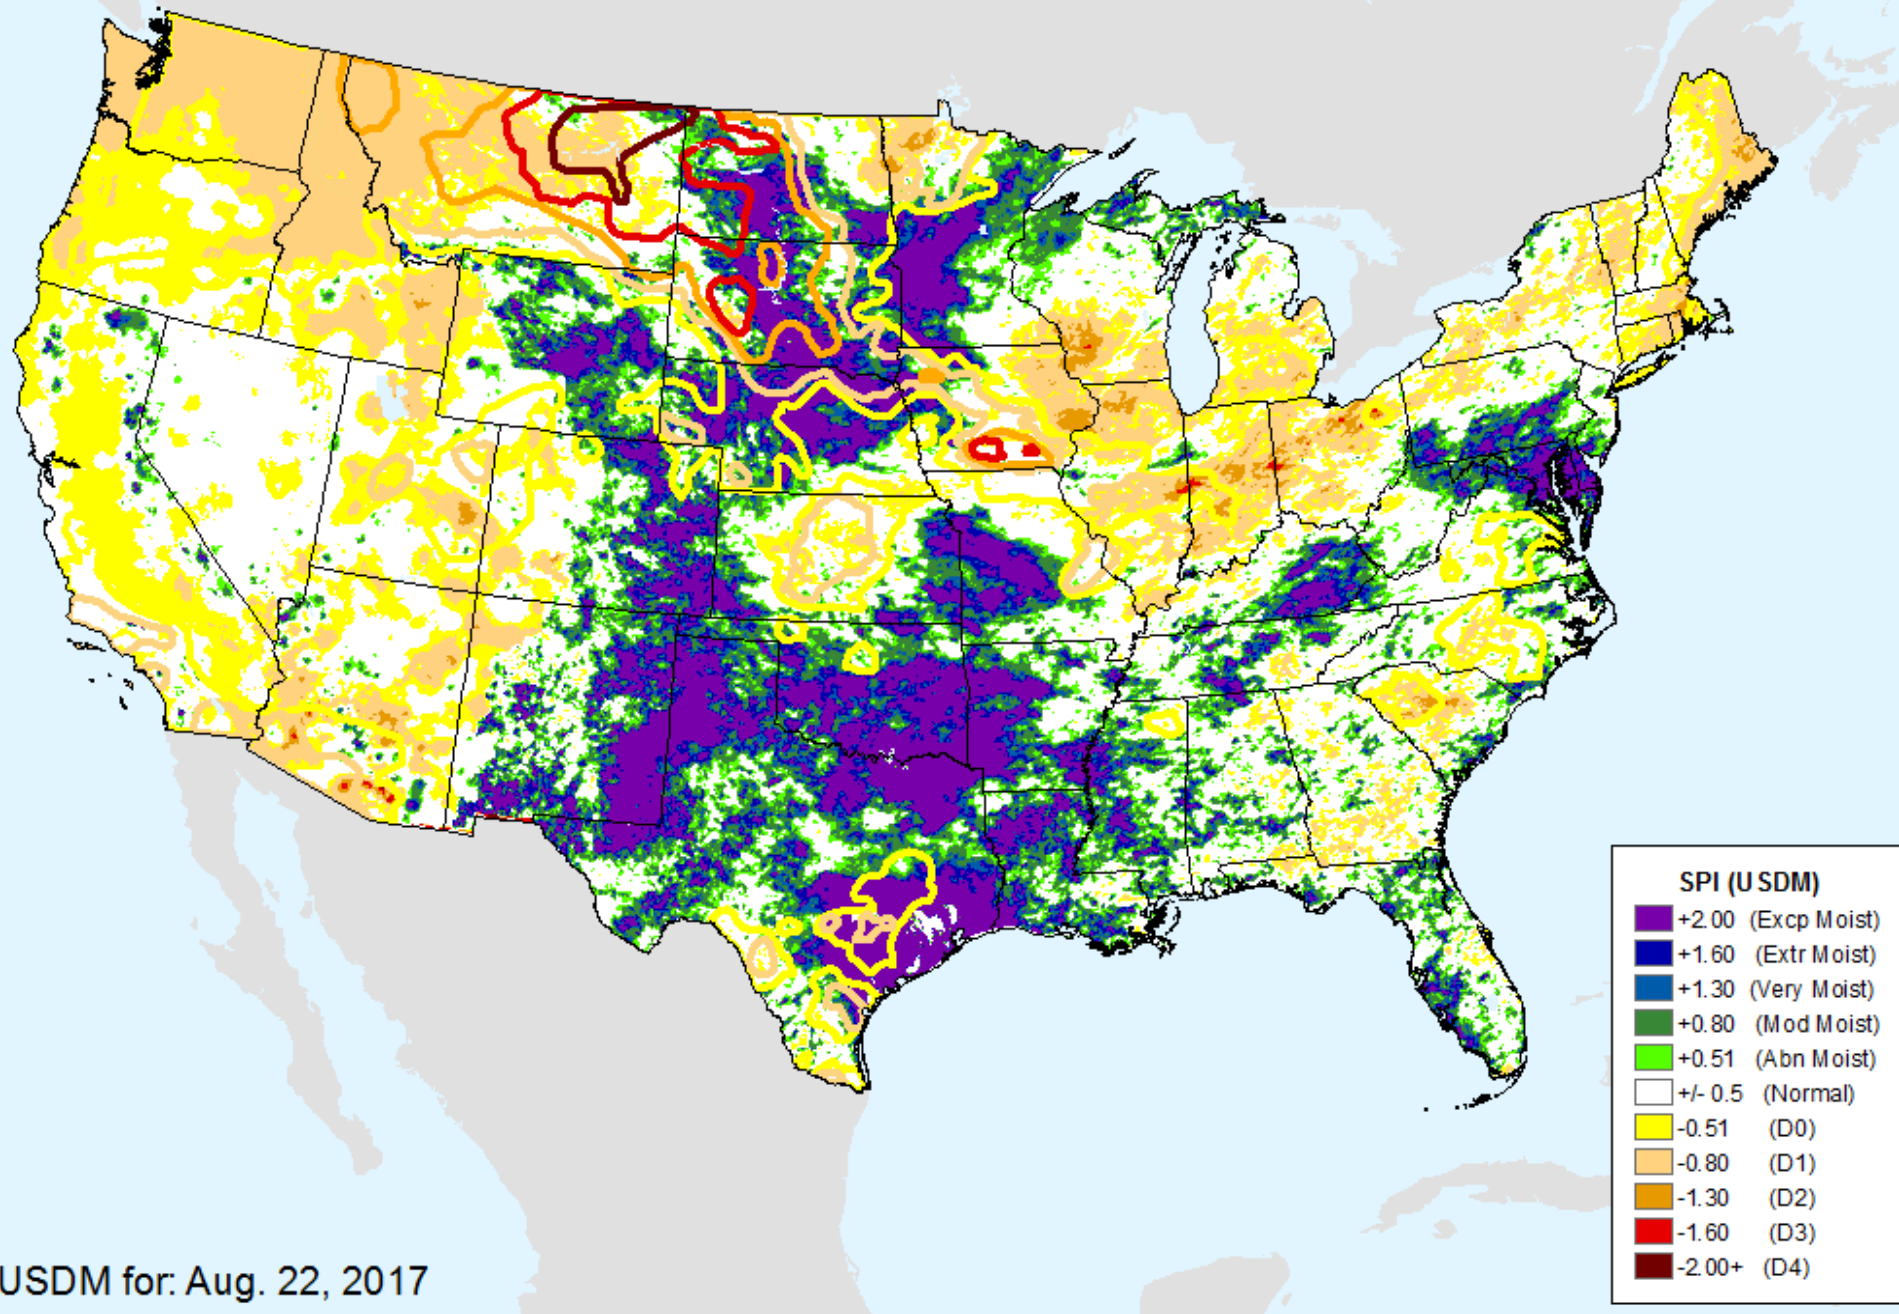 SPI (USDM)
+2.00 (Excp Moist)
+1.60 (Extr Moist)
+1.30 (Very Moist)
+0.80 (Mod Moist)
+0.51 (Abn Moist)
+/- 0.5 (Normal)
-0.51 (D0)
-0.80 (D1)
-1.30 (D2)
-1.60 (D3)
-2.00+ (D4)
USDM for: Aug. 22, 2017